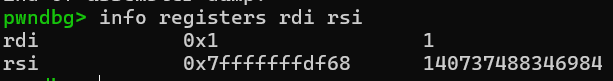 pwndbg> info registers rdi rsi
rdi 0x1 1
rsi 0x7fffffffdf68 140737488346984